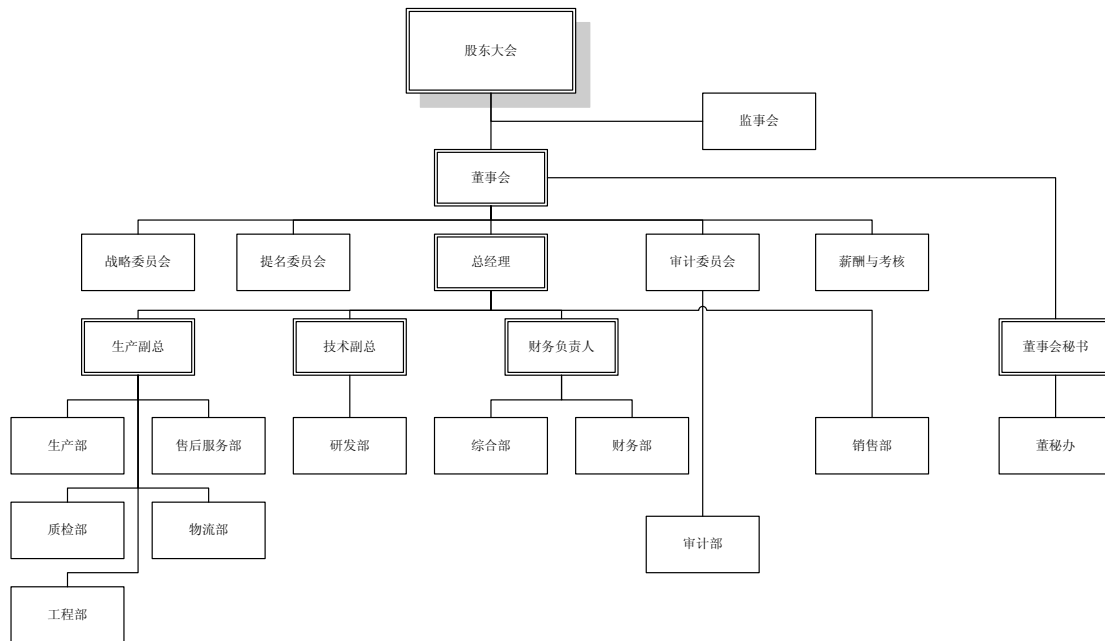 股东大会
监事会
董事会
战略委员会
提名委员会
总经理
审计委员会
薪酬与考核
生产副总
技术副总
财务负责人
董事会秘书
生产部
售后服务部
研发部
综合部
财务部
销售部
董秘办
质检部
物流部
审计部
工程部